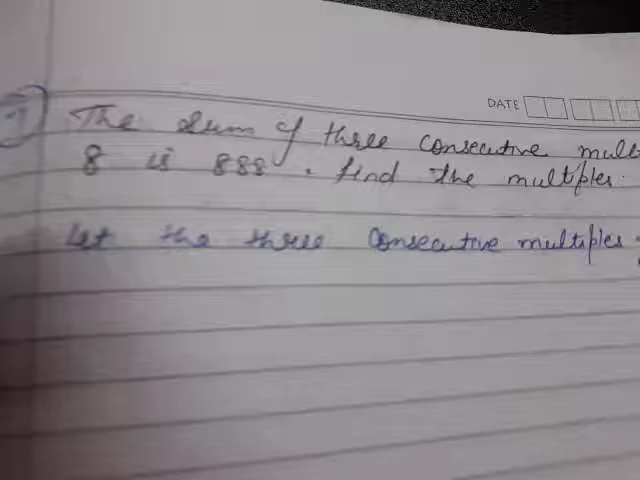 DATE
The sum of three consecutive
8 is 888. find the multiples.
Let the three consecutive multiples